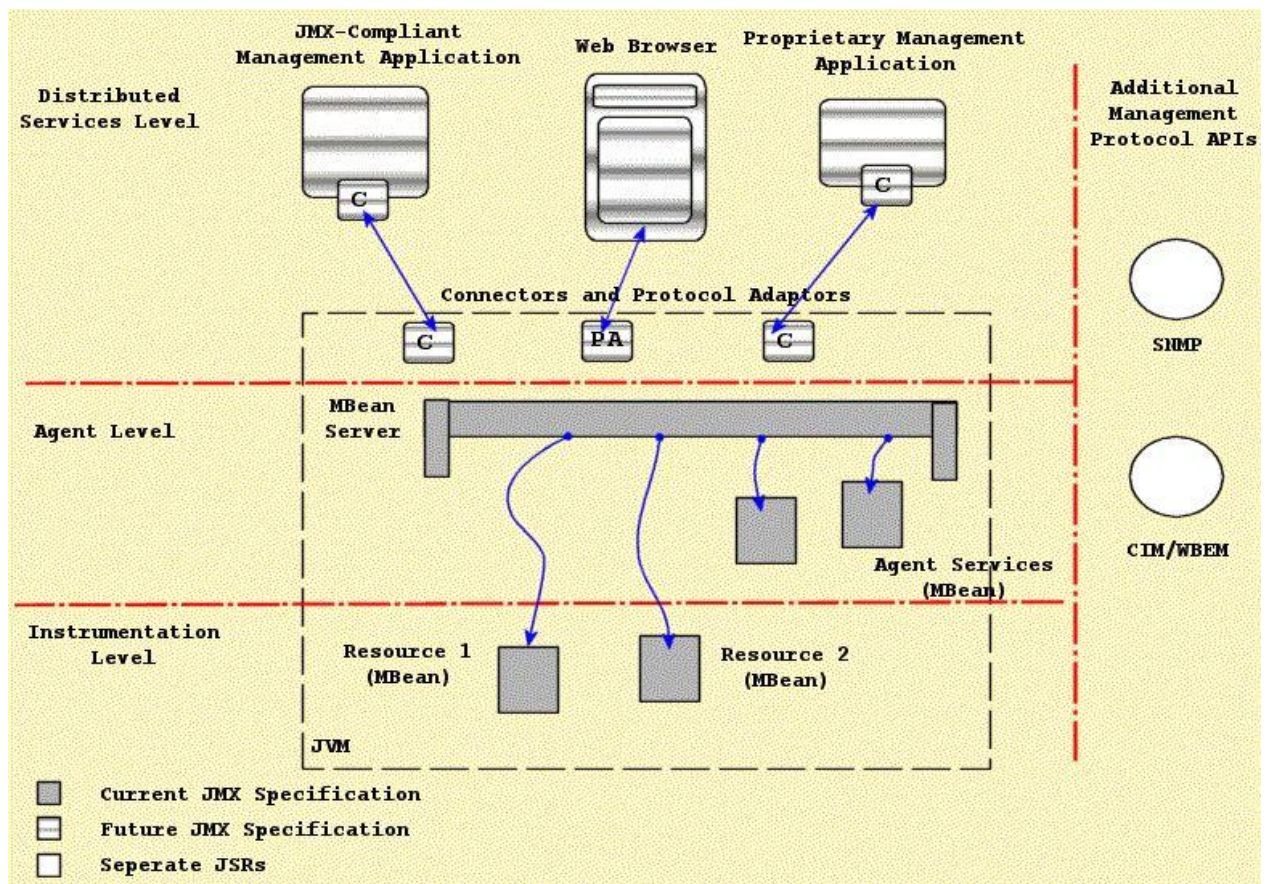 JMX-Compliant
Management Application
Web Browser
Proprietary Management
Application
Distributed
Services Level
Additional
Management
Protocol APIs
C
C
Connectors and Protocol Adaptors
C
PA
C
SNMP
MBean
Server
Agent Level
CIM/WBEM
Agent Services
(MBean)
Instrumentation
Level
Resource 1
(MBean)
Resource 2
(MBean)
JVM
Current JMX Specification
Future JMX Specification
Seperate JSRs